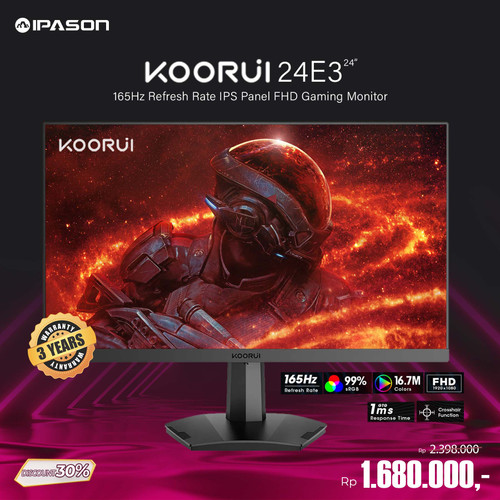 IPASON
KOORUI 24E3 24"
165Hz Refresh Rate IPS Panel FHD Gaming Monitor
KOORUI
WARRANTY
3 YEARS
WARRANTY
KOORUI
165Hz
Refresh Rate
99%
sRGB
16.7M
Colors
FHD
1920x1080
GTG
1ms
Response Time
Crosshair
Function
DISCOUNT 30%
Rp 2.398.000
Rp 1.680.000,-